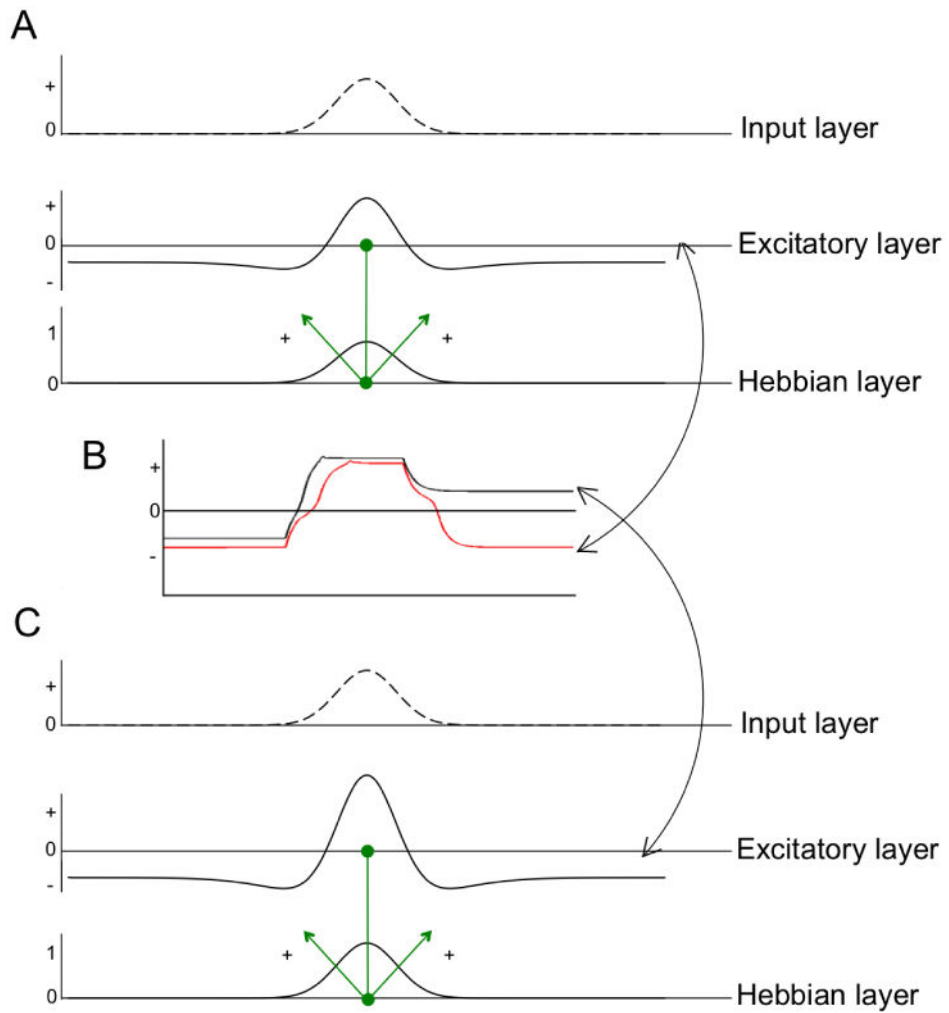 A
+
0
Input layer
+
0
-
Excitatory layer
1
0
+
+
Hebbian layer
B
+
0
-
C
+
0
Input layer
+
0
-
Excitatory layer
1
0
+
+
Hebbian layer